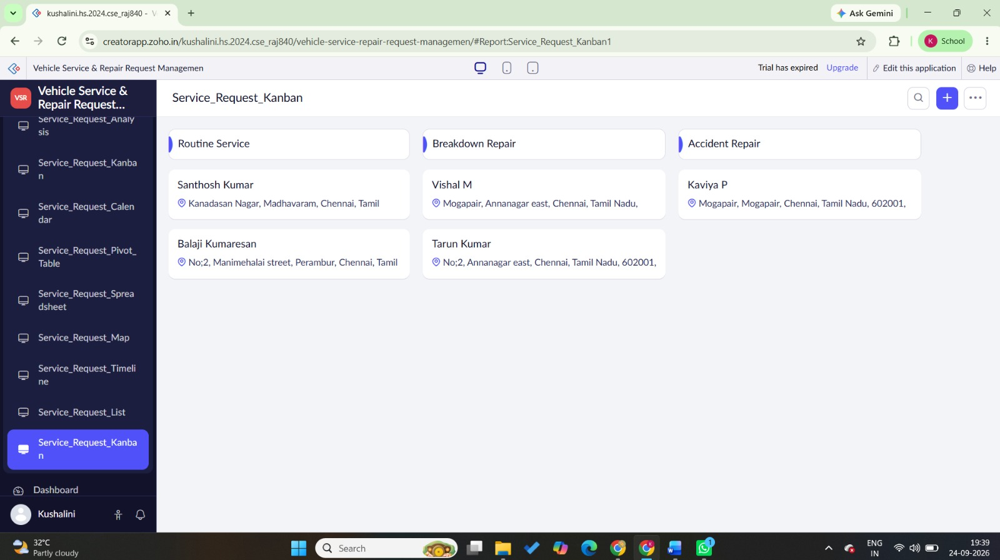 kushalini.hs.2024.cse_raj840 - V
Ask Gemini
creatorapp.zoho.in/kushalini.hs.2024.cse_raj840/vehicle-service-repair-request-managemen/#Report:Service_Request_Kanban1
K School
Vehicle Service & Repair Request Managemen
Trial has expired Upgrade Edit this application Help
VSR
Vehicle Service &
Repair Request...
Service_Request_Analy
sis
Service_Request_Kanba
n
Service_Request_Calen
dar
Service_Request_Pivot_
Table
Service_Request_Sprea
dsheet
Service_Request_Map
Service_Request_Timeli
ne
Service_Request_List
Service_Request_Kanba
n
Dashboard
Kushalini
Service_Request_Kanban
Routine Service
Santhosh Kumar
Kanadasan Nagar, Madhavaram, Chennai, Tamil
Balaji Kumaresan
No;2, Manimehalai street, Perambur, Chennai, Tamil
Breakdown Repair
Vishal M
Mogapair, Annanagar east, Chennai, Tamil Nadu,
Tarun Kumar
No;2, Annanagar east, Chennai, Tamil Nadu, 602001,
Accident Repair
Kaviya P
Mogapair, Mogapair, Chennai, Tamil Nadu, 602001,
32°C
Partly cloudy
Search
1
ENG
IN
19:39
24-09-2026